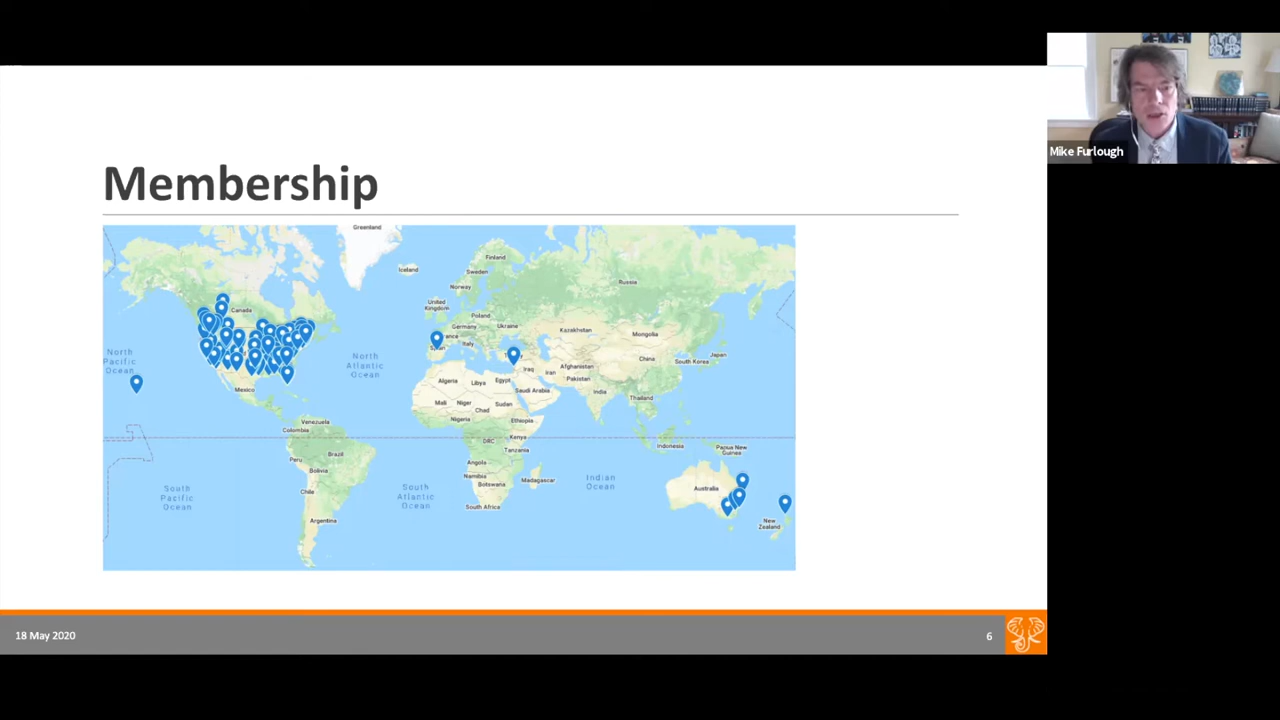 Mike Furlough
Membership
Greenland
Iceland
Finland
Sweden
Norway
Russia
Canada
United
Kingdom
Poland
Germany
Ukraine
Kazakhstan
Mongolia
Italy
North
Pacific
Ocean
North
Atlantic
Ocean
China
Japan
South Korea
Iraq
Iran
Afghanistan
Pakistan
Algeria
Libya
Egypt
Saudi Arabia
India
Thailand
Mexico
Mali
Niger
Chad
Sudan
Nigeria
Ethiopia
Venezuela
Colombia
DRC
Kenya
Tanzania
Indonesia
Papua New
Guinea
Peru
Brazil
Bolivia
Angola
Namibia
Botswana
Madagascar
Chile
South
Pacific
Ocean
South
Atlantic
Ocean
Indian
Ocean
Australia
South Africa
Argentina
New
Zealand
18 May 2020
6